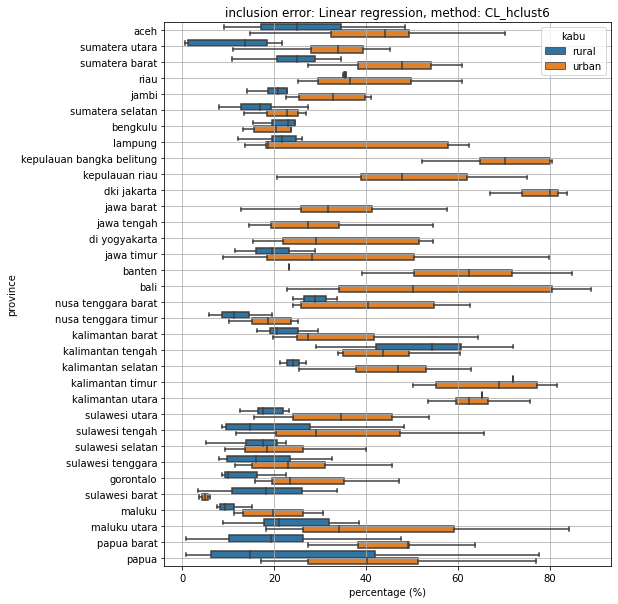 inclusion error: Linear regression, method: CL_hclust6
kabu
rural
urban
province
aceh
sumatera utara
sumatera barat
riau
jambi
sumatera selatan
bengkulu
lampung
kepulauan bangka belitung
kepulauan riau
dki jakarta
jawa barat
jawa tengah
di yogyakarta
jawa timur
banten
bali
nusa tenggara barat
nusa tenggara timur
kalimantan barat
kalimantan tengah
kalimantan selatan
kalimantan timur
kalimantan utara
sulawesi utara
sulawesi tengah
sulawesi selatan
sulawesi tenggara
gorontalo
sulawesi barat
maluku
maluku utara
papua barat
papua
0 20 40 60 80
percentage (%)